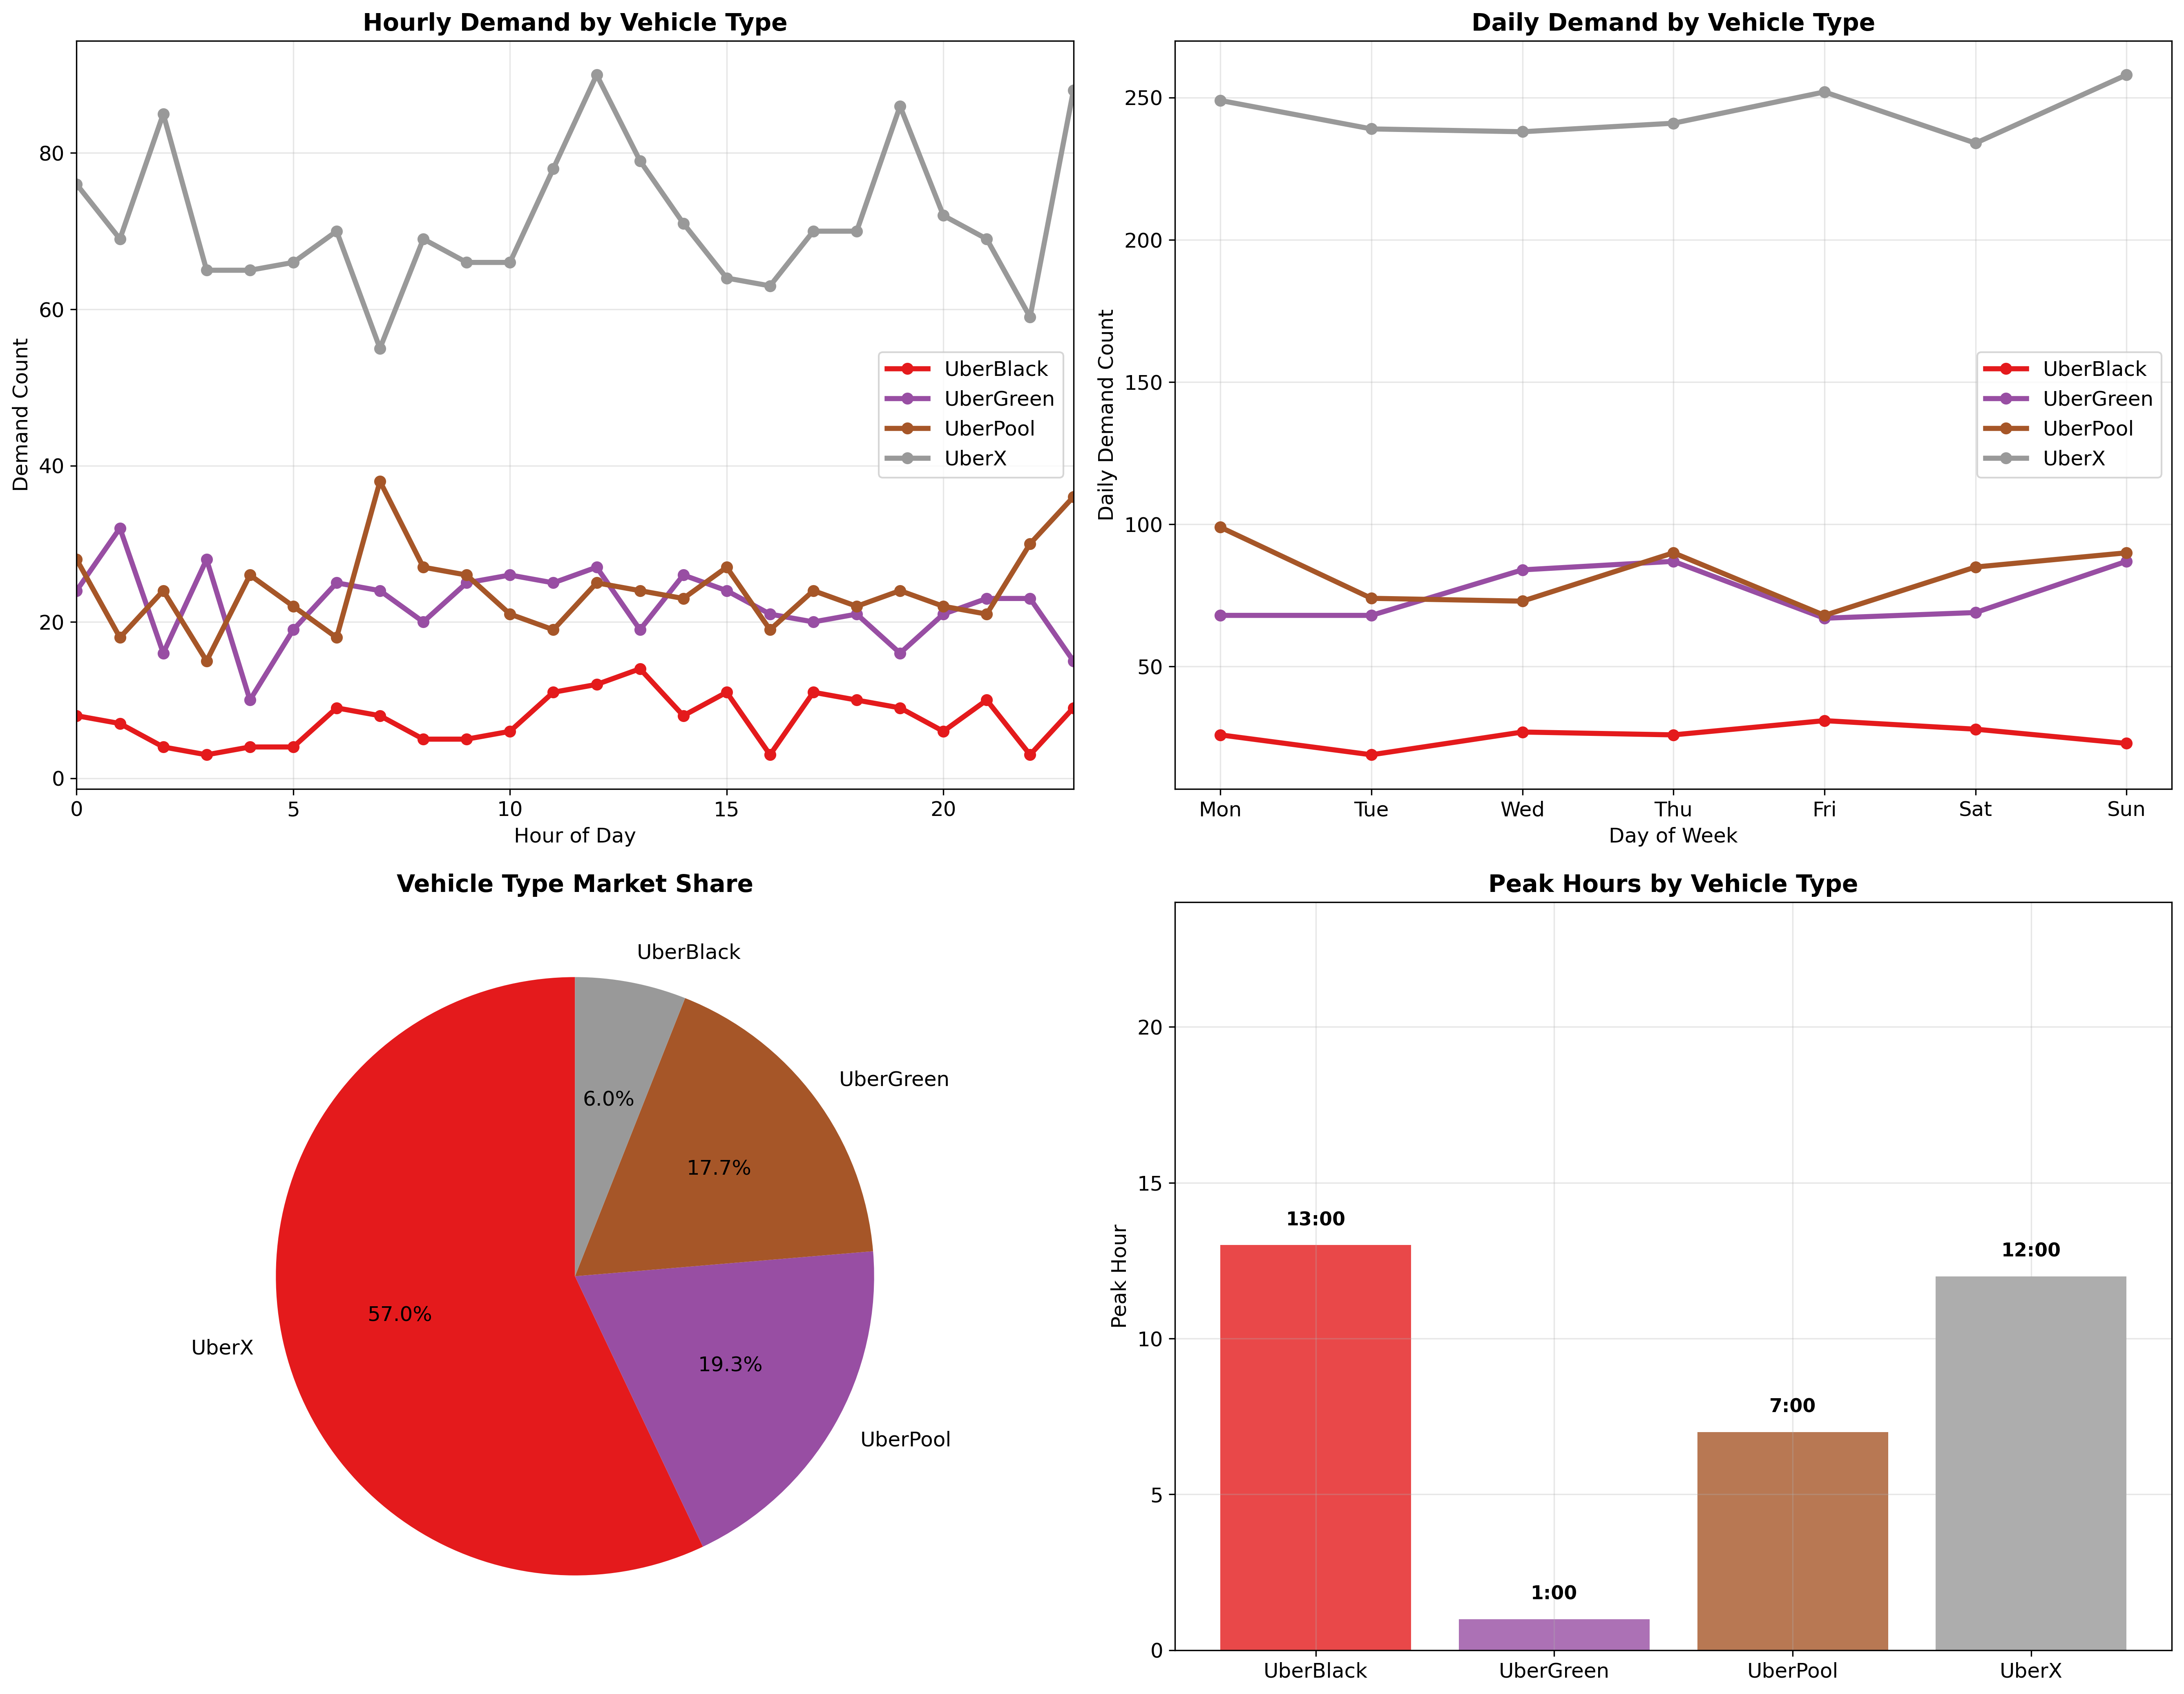 Hourly Demand by Vehicle Type
Demand Count
80
60
40
20
0
0 5 10 15 20
Hour of Day
UberBlack
UberGreen
UberPool
UberX
Daily Demand by Vehicle Type
Daily Demand Count
250
200
150
100
50
Mon Tue Wed Thu Fri Sat Sun
Day of Week
UberBlack
UberGreen
UberPool
UberX
Vehicle Type Market Share
UberBlack
UberGreen
6.0%
17.7%
57.0%
UberX
19.3%
UberPool
Peak Hours by Vehicle Type
Peak Hour
20
15
10
5
0
13:00
1:00
7:00
12:00
UberBlack UberGreen UberPool UberX